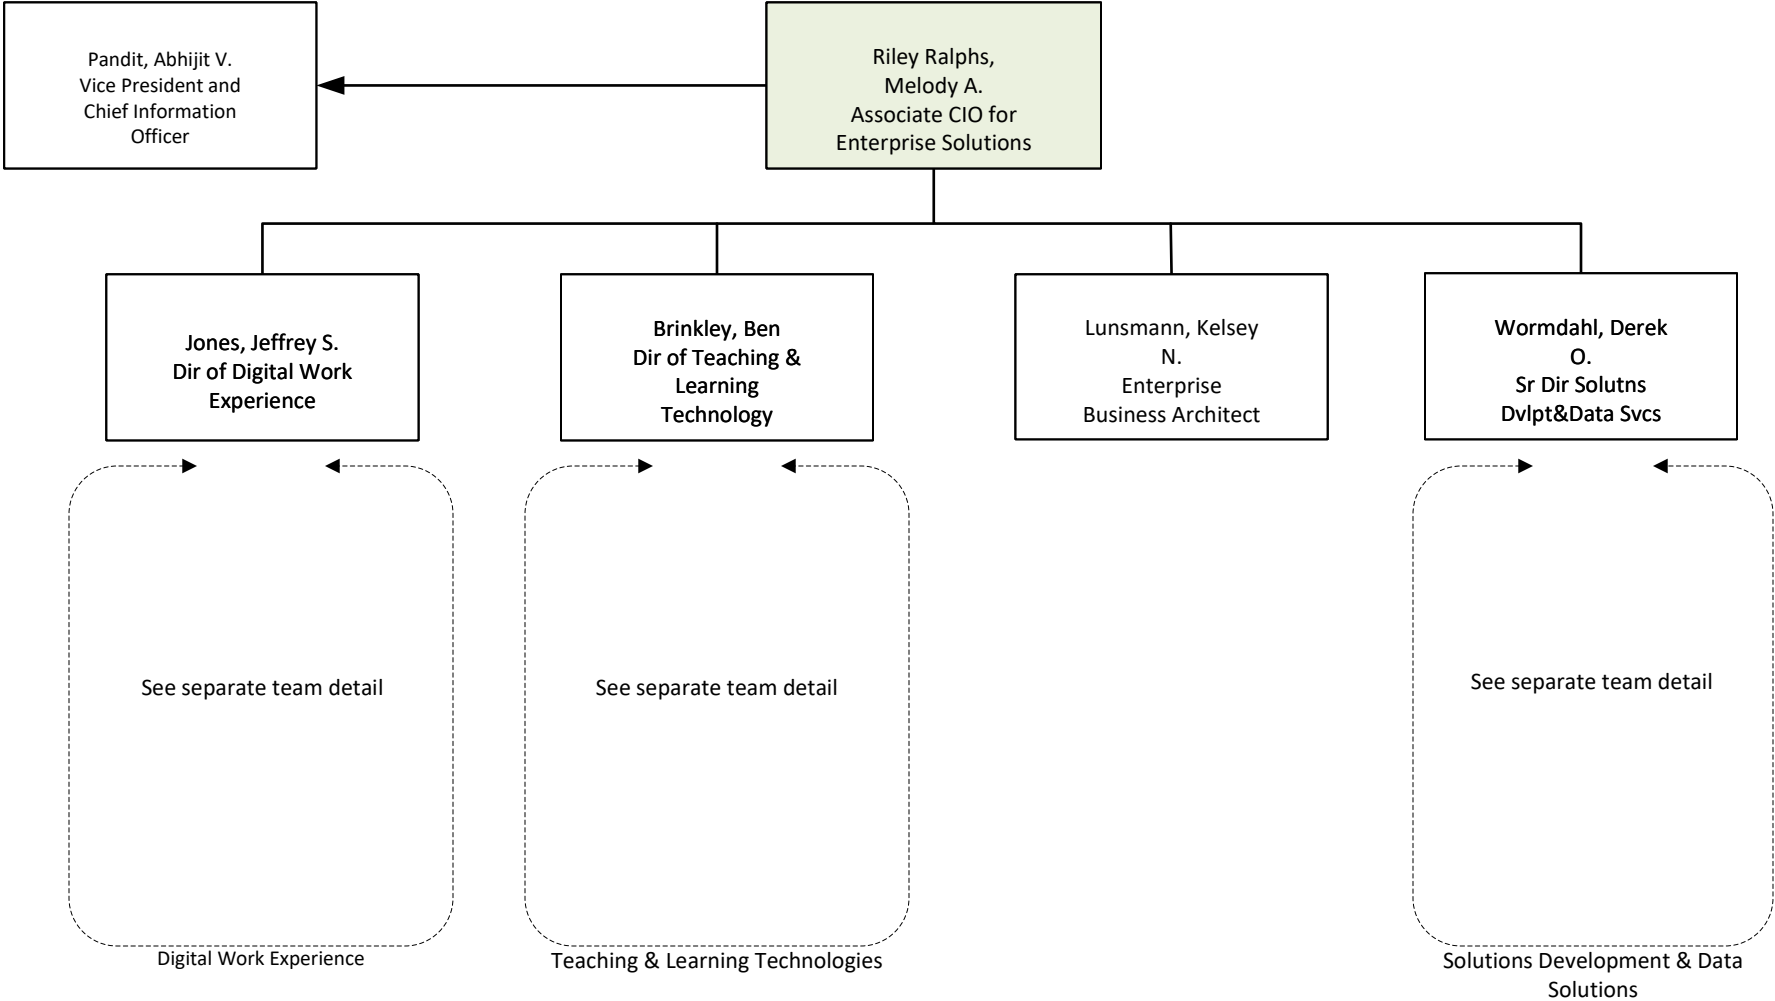 Pandit, Abhijit V.
Vice President and
Chief Information
Officer
Riley Ralphs,
Melody A.
Associate CIO for
Enterprise Solutions
Jones, Jeffrey S.
Dir of Digital Work
Experience
Brinkley, Ben
Dir of Teaching &
Learning
Technology
Lunsmann, Kelsey
N.
Enterprise
Business Architect
Wormdahl, Derek
O.
Sr Dir Solutns
Dvlpt&Data Svcs
See separate team detail
See separate team detail
See separate team detail
Digital Work Experience
Teaching & Learning Technologies
Solutions Development & Data
Solutions